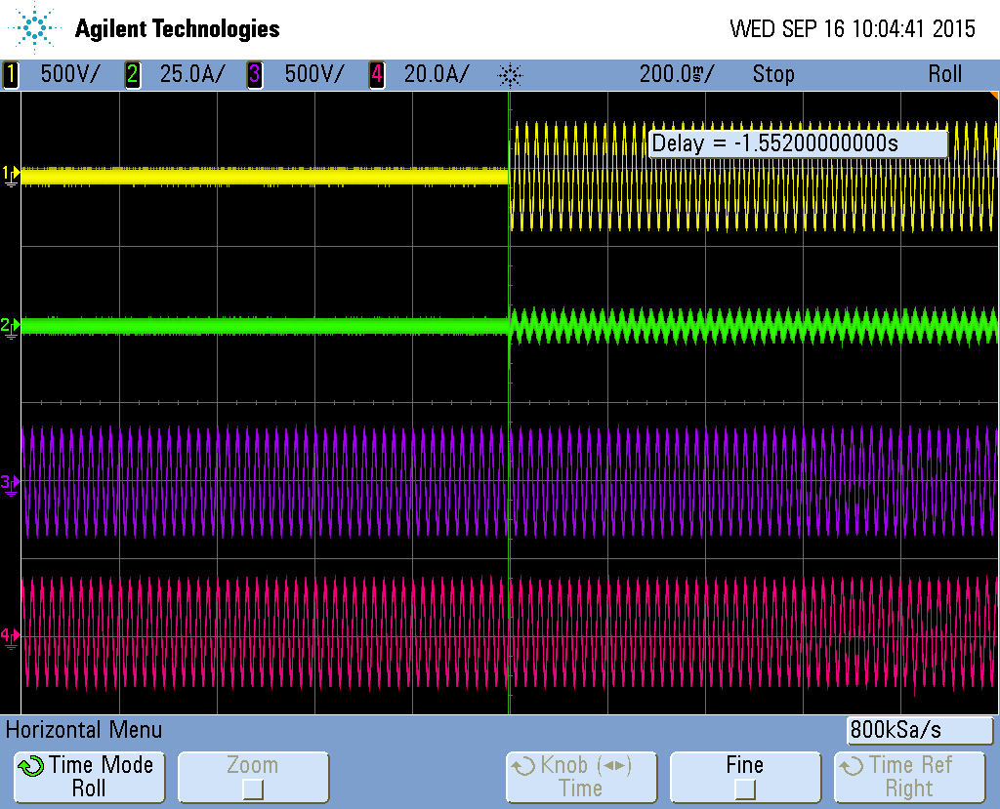 Agilent Technologies
WED SEP 16 10:04:41 2015
1 500V/ 2 25.0A/ 3 500V/ 4 20.0A/ 200.0ms/ Stop Roll
Delay = -1.55200000000s
1
2
3
4
Horizontal Menu
800kSa/s
Time Mode
Roll
Zoom
Knob (◄►)
Time
Fine
Time Ref
Right